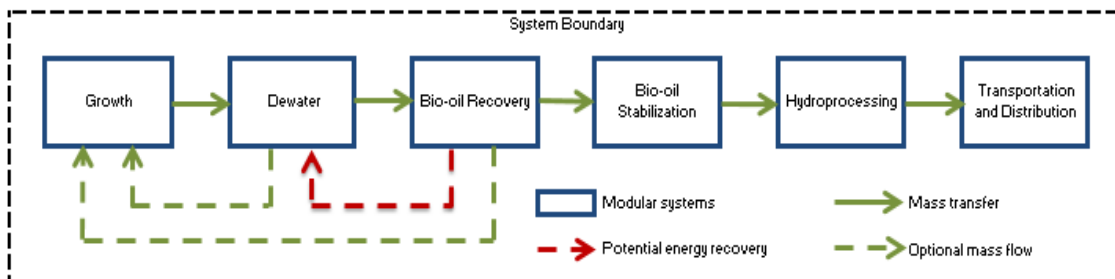 System Boundary
Growth
Dewater
Bio-oil Recovery
Bio-oil
Stabilization
Hydroprocessing
Transportation
and Distribution
Modular systems
Mass transfer
Potential energy recovery
Optional mass flow